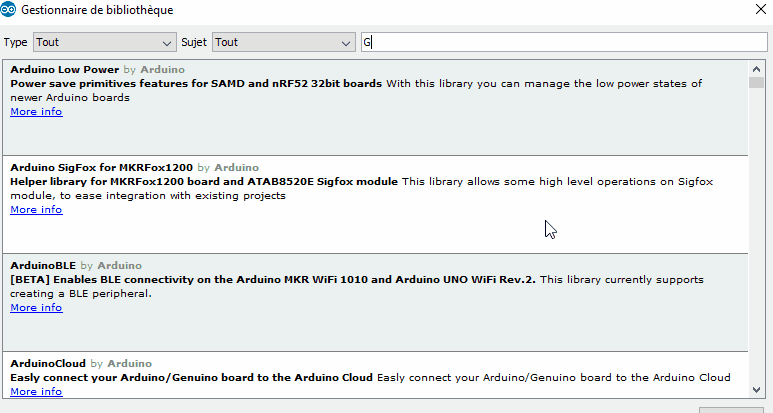 Gestionnaire de bibliothèque
Type Tout Sujet Tout G
Arduino Low Power by Arduino
Power save primitives features for SAMD and nRF52 32bit boards With this library you can manage the low power states of
newer Arduino boards
More info
Arduino SigFox for MKRFox1200 by Arduino
Helper library for MKRFox1200 board and ATAB8520E Sigfox module This library allows some high level operations on Sigfox
module, to ease integration with existing projects
More info
ArduinoBLE by Arduino
[BETA] Enables BLE connectivity on the Arduino MKR WiFi 1010 and Arduino UNO WiFi Rev.2. This library currently supports
creating a BLE peripheral.
More info
ArduinoCloud by Arduino
Easly connect your Arduino/Genuino board to the Arduino Cloud Easly connect your Arduino/Genuino board to the Arduino Cloud
More info